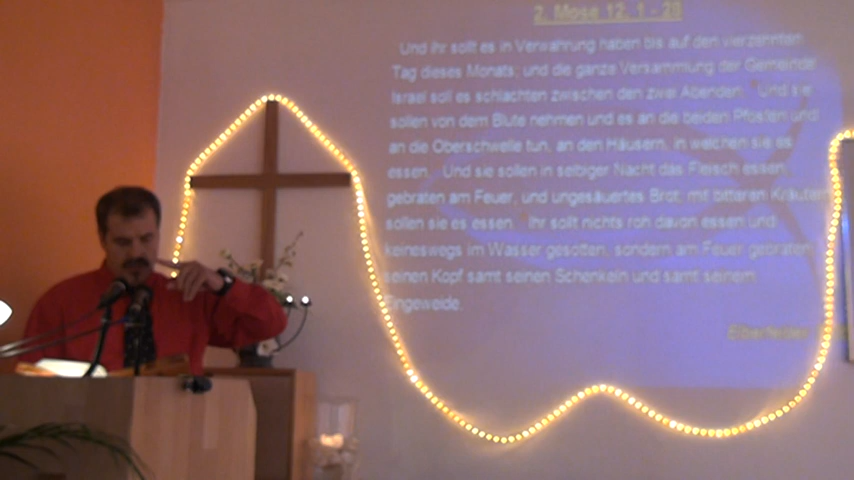 2. Mose 12, 1 - 28
Und ihr sollt es in Verwahrung haben bis auf den vierzehnten
Tag dieses Monats; und die ganze Versammlung der Gemeinde
Israel soll es schlachten zwischen den zwei Abenden. Und sie
sollen von dem Blute nehmen und es an die beiden Pfosten und
an die Oberschwelle tun, an den Häusern, in welchen sie es
essen. Und sie sollen in selbiger Nacht das Fleisch essen,
gebraten am Feuer, und ungesäuertes Brot; mit bitteren Kräutern
sollen sie es essen. Ihr sollt nichts roh davon essen und
keineswegs im Wasser gesotten, sondern am Feuer gebraten:
seinen Kopf samt seinen Schenkeln und samt seinem
Eingeweide.
Elberfelder